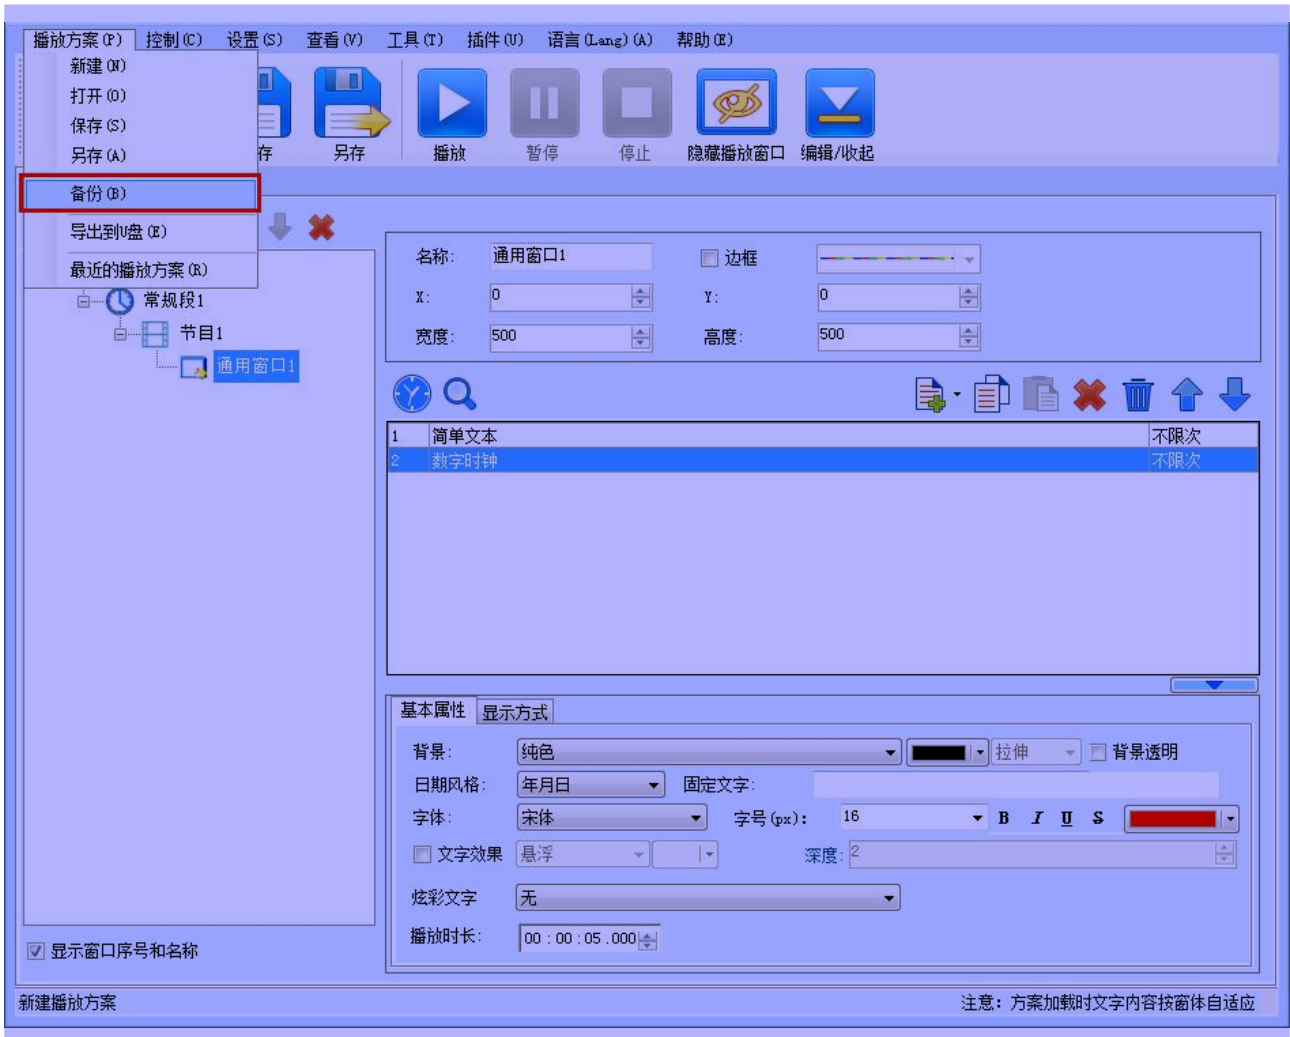 播放方案(P) 控制(C) 设置(S) 查看(V) 工具(T) 插件(U) 语言(Lang)(A) 帮助(E)
新建(N)
打开(O)
保存(S)
另存(A)
存 另存 播放 暂停 停止 隐藏播放窗口 编辑/收起
备份(B)
导出到U盘(E)
最近的播放方案(R)
常规段1
节目1
通用窗口1
名称: 通用窗口1 边框
X: 0 Y: 0
宽度: 500 高度: 500
1 简单文本 不限次
2 数字时钟 不限次
基本属性 显示方式
背景: 纯色 拉伸 背景透明
日期风格: 年月日 固定文字:
字体: 宋体 字号(px): 16 B I U S
文字效果 悬浮 深度: 2
炫彩文字 无
播放时长: 00:00:05.000
显示窗口序号和名称
新建播放方案 注意: 方案加载时文字内容按窗体自适应